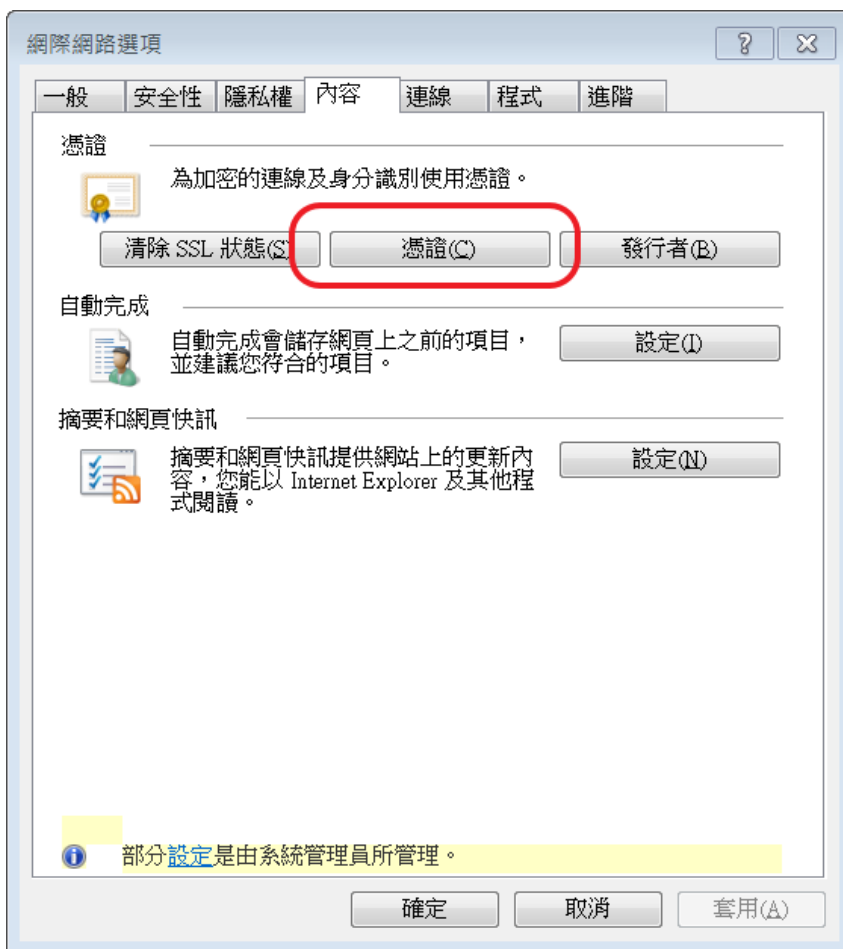 網際網路選項
一般 安全性 隱私權 內容 連線 程式 進階
憑證
為加密的連線及身分識別使用憑證。
清除 SSL 狀態(S) 憑證(C) 發行者(B)
自動完成
自動完成會儲存網頁上之前的項目，
並建議您符合的項目。
設定(I)
摘要和網頁快訊
摘要和網頁快訊提供網站上的更新內
容，您能以 Internet Explorer 及其他程
式閱讀。
設定(N)
部分設定是由系統管理員所管理。
確定 取消 套用(A)